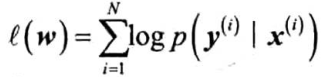 ℓ(w) = ∑_{i=1}^{N} log p(y^{(i)} | x^{(i)})